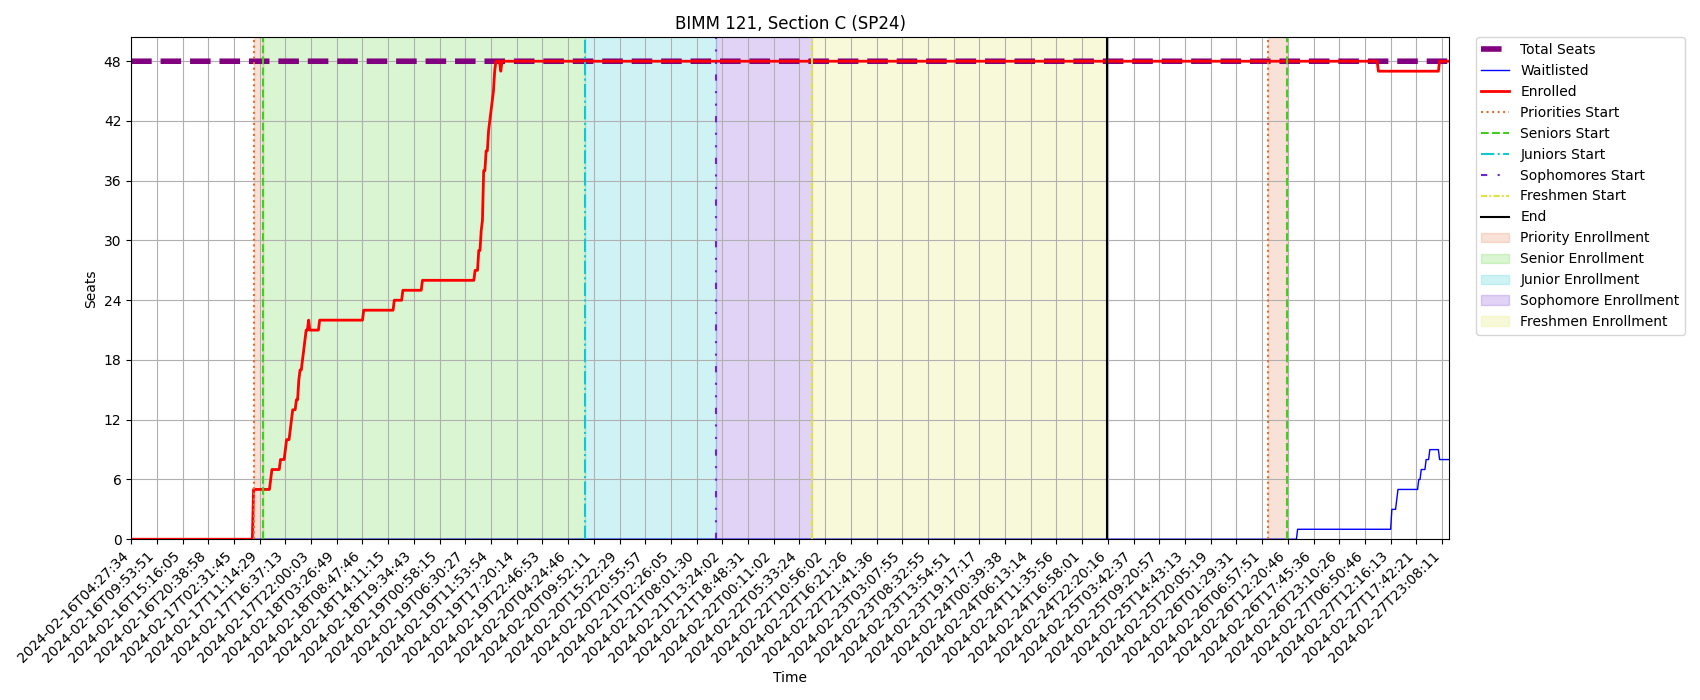 BIMM 121, Section C (SP24)
Seats
48
42
36
30
24
18
12
6
0
2024-02-16T04:27:34
2024-02-16T09:53:51
2024-02-16T15:16:05
2024-02-16T20:38:58
2024-02-17T02:31:45
2024-02-17T11:14:29
2024-02-17T16:37:13
2024-02-17T22:00:03
2024-02-18T03:26:49
2024-02-18T08:47:46
2024-02-18T14:11:15
2024-02-18T19:34:43
2024-02-19T00:58:15
2024-02-19T06:30:27
2024-02-19T11:53:54
2024-02-19T17:20:14
2024-02-19T22:46:53
2024-02-20T04:24:46
2024-02-20T09:52:11
2024-02-20T15:22:29
2024-02-20T20:55:57
2024-02-21T02:26:05
2024-02-21T08:01:30
2024-02-21T13:24:02
2024-02-21T18:48:31
2024-02-22T00:11:02
2024-02-22T05:33:24
2024-02-22T10:56:02
2024-02-22T16:21:26
2024-02-22T21:41:36
2024-02-23T03:07:55
2024-02-23T08:32:55
2024-02-23T13:54:51
2024-02-23T19:17:17
2024-02-24T00:39:38
2024-02-24T06:13:14
2024-02-24T11:35:56
2024-02-24T16:58:01
2024-02-24T22:20:16
2024-02-25T03:42:37
2024-02-25T09:20:57
2024-02-25T14:43:13
2024-02-25T20:05:19
2024-02-26T01:29:31
2024-02-26T06:57:51
2024-02-26T12:20:46
2024-02-26T17:45:36
2024-02-26T23:10:26
2024-02-27T06:50:46
2024-02-27T12:16:13
2024-02-27T17:42:21
2024-02-27T23:08:11
Time
Total Seats
Waitlisted
Enrolled
Priorities Start
Seniors Start
Juniors Start
Sophomores Start
Freshmen Start
End
Priority Enrollment
Senior Enrollment
Junior Enrollment
Sophomore Enrollment
Freshmen Enrollment